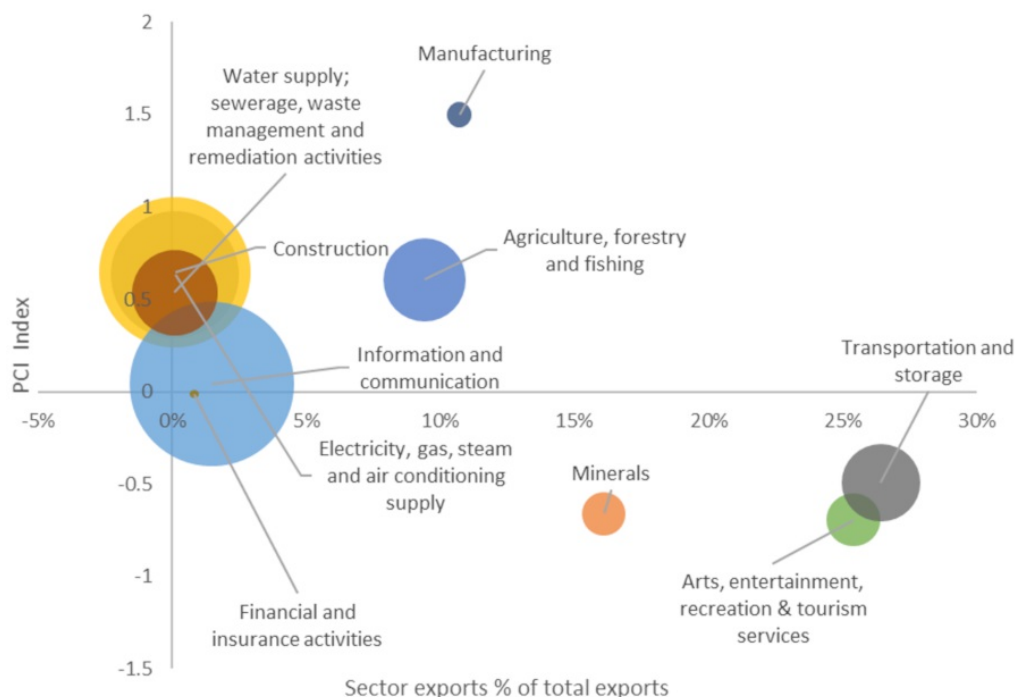 2
Manufacturing
Water supply;
sewerage, waste
management and
remediation activities
1.5
1
Construction
Agriculture, forestry
and fishing
0.5
PCI Index
Information and
communication
Transportation and
storage
0
-5%
0%
5%
10%
15%
20%
25%
30%
Electricity, gas, steam
and air conditioning
supply
Minerals
-0.5
-1
Arts, entertainment,
recreation & tourism
services
Financial and
insurance activities
-1.5
Sector exports % of total exports